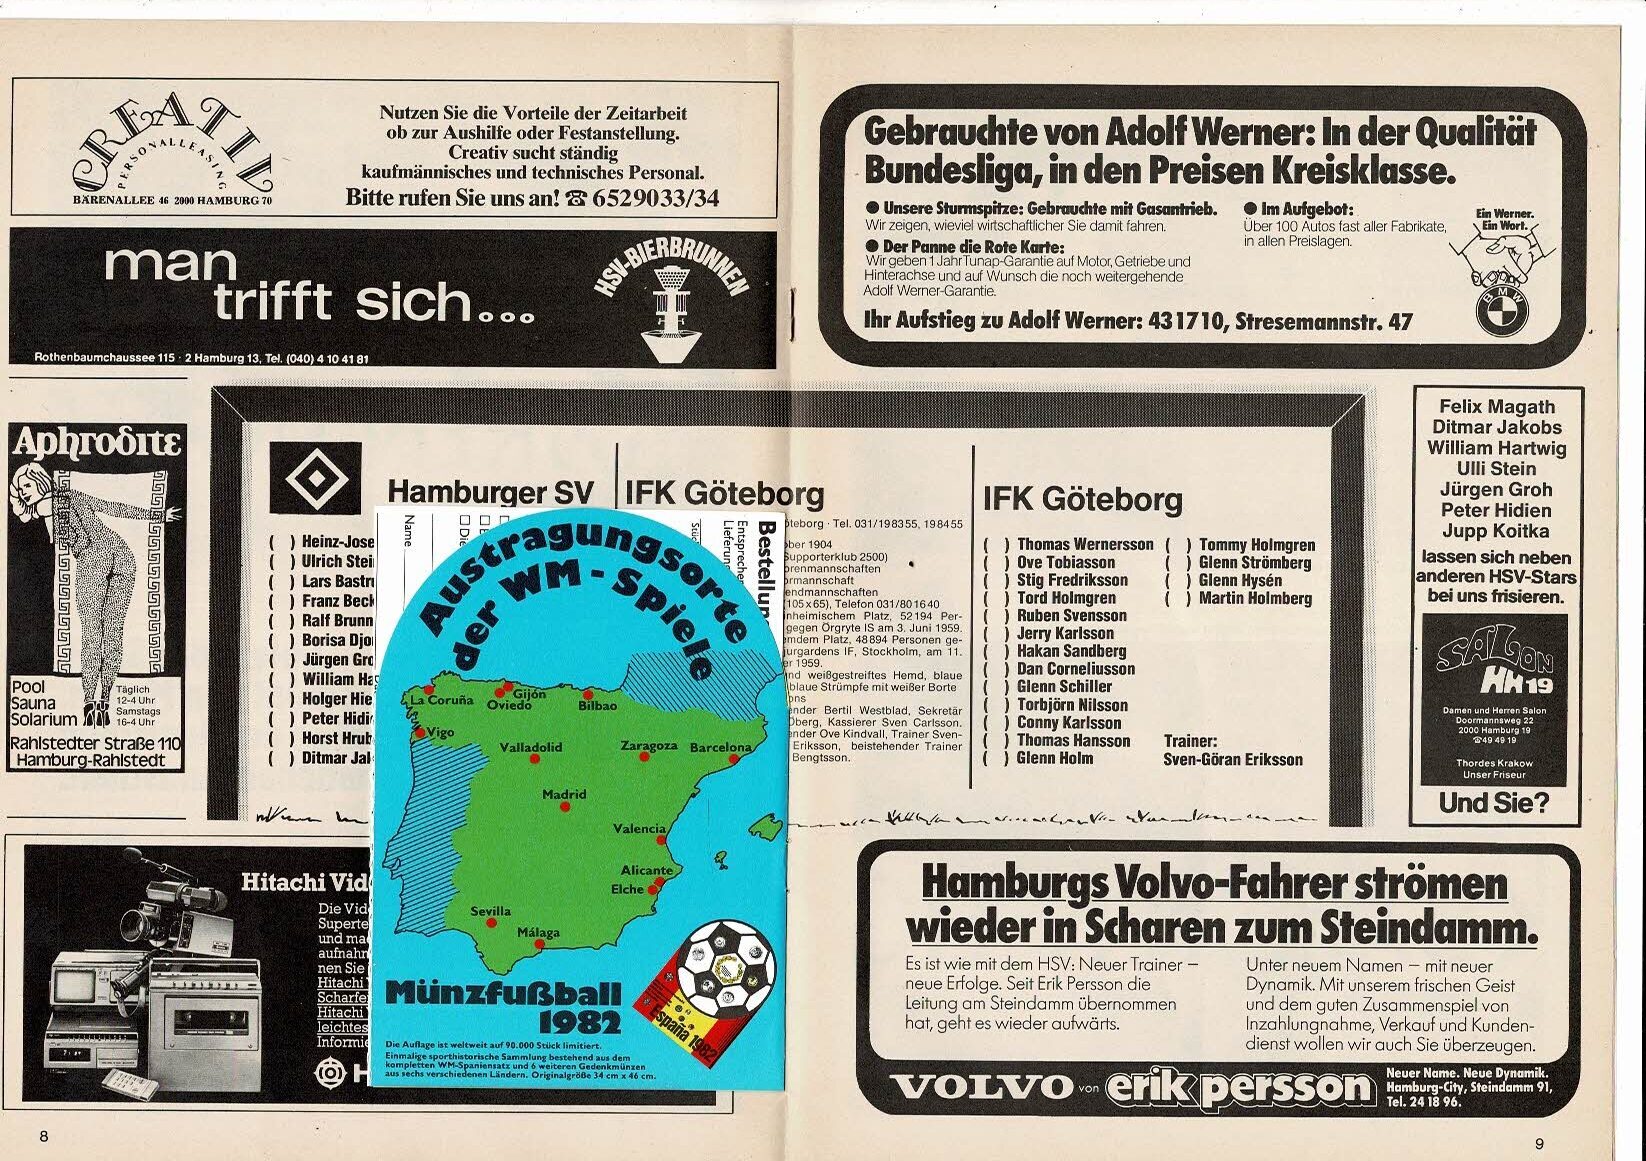 CREATIV
PERSONALLEASING
BÄRENALLEE 46 2000 HAMBURG 70
Nutzen Sie die Vorteile der Zeitarbeit
ob zur Aushilfe oder Festanstellung.
Creativ sucht ständig
kaufmännisches und technisches Personal.
Bitte rufen Sie uns an! ☎ 6529033/34
man
trifft sich...
HSV-BIERBRUNNEN
Rothenbaumchaussee 115 · 2 Hamburg 13, Tel. (040) 4 10 41 81
Aphrodite
Pool
Sauna
Solarium
Täglich
12-4 Uhr
Samstags
16-4 Uhr
Rahlstedter Straße 110
Hamburg-Rahlstedt
Hamburger SV
( ) Heinz-Jose
( ) Ulrich Stei
( ) Lars Bastru
( ) Franz Beck
( ) Ralf Brunn
( ) Borisa Djo
( ) Jürgen Gro
( ) William Ha
( ) Holger Hie
( ) Peter Hidi
( ) Horst Hrub
( ) Ditmar Jak
IFK Göteborg
öteborg · Tel. 031/198355, 198455
ber 1904
Supporterklub 2500)
orenmannschaften
ormannschaft
endmannschaften
(105x65), Telefon 031/801640
nheimischem Platz, 52194 Per-
gegen Örgryte IS am 3. Juni 1959.
emdem Platz, 48894 Personen ge-
jurgardens IF, Stockholm, am 11.
er 1959.
nd weißgestreiftes Hemd, blaue
blaue Strümpfe mit weißer Borte
ons
ender Bertil Westblad, Sekretär
Öberg, Kassierer Sven Carlsson.
ender Ove Kindvall, Trainer Sven-
Eriksson, beistehender Trainer
Bengtsson.
Name
Die
Stüc
Lieferun
Entspreche
Bestellun
Austragungsorte
der WM-Spiele
La Coruña
Oviedo
Gijón
Bilbao
Vigo
Valladolid
Zaragoza
Barcelona
Madrid
Valencia
Alicante
Elche
Sevilla
Málaga
Münzfußball
1982
España 1982
Die Auflage ist weltweit auf 90.000 Stück limitiert.
Einmalige sporthistorische Sammlung bestehend aus dem
kompletten WM-Spaniensatz und 6 weiteren Gedenkmünzen
aus sechs verschiedenen Ländern. Originalgröße 34 cm x 46 cm.
Hitachi Vid
Die Vid
Superte
und ma
aufnahm
nen Sie
Hitachi
Scharfe
Hitachi
leichtes
Informie
H
8
Gebrauchte von Adolf Werner: In der Qualität
Bundesliga, in den Preisen Kreisklasse.
● Unsere Sturmspitze: Gebrauchte mit Gasantrieb.
Wir zeigen, wieviel wirtschaftlicher Sie damit fahren.
● Der Panne die Rote Karte:
Wir geben 1 Jahr Tunap-Garantie auf Motor, Getriebe und
Hinterachse und auf Wunsch die noch weitergehende
Adolf Werner-Garantie.
● Im Aufgebot:
Über 100 Autos fast aller Fabrikate,
in allen Preislagen.
Ein Werner.
Ein Wort.
BMW
Ihr Aufstieg zu Adolf Werner: 431710, Stresemannstr. 47
IFK Göteborg
( ) Thomas Wernersson
( ) Ove Tobiasson
( ) Stig Fredriksson
( ) Tord Holmgren
( ) Ruben Svensson
( ) Jerry Karlsson
( ) Hakan Sandberg
( ) Dan Corneliusson
( ) Glenn Schiller
( ) Torbjörn Nilsson
( ) Conny Karlsson
( ) Thomas Hansson
( ) Glenn Holm
( ) Tommy Holmgren
( ) Glenn Strömberg
( ) Glenn Hysén
( ) Martin Holmberg
Trainer:
Sven-Göran Eriksson
Felix Magath
Ditmar Jakobs
William Hartwig
Ulli Stein
Jürgen Groh
Peter Hidien
Jupp Koitka
lassen sich neben
anderen HSV-Stars
bei uns frisieren.
SALON
HH 19
Damen und Herren Salon
Doormannsweg 22
2000 Hamburg 19
☎49 49 19
Thordes Krakow
Unser Friseur
Und Sie?
Hamburgs Volvo-Fahrer strömen
wieder in Scharen zum Steindamm.
Es ist wie mit dem HSV: Neuer Trainer –
neue Erfolge. Seit Erik Persson die
Leitung am Steindamm übernommen
hat, geht es wieder aufwärts.
Unter neuem Namen – mit neuer
Dynamik. Mit unserem frischen Geist
und dem guten Zusammenspiel von
Inzahlungnahme, Verkauf und Kunden-
dienst wollen wir auch Sie überzeugen.
VOLVO von erik persson
Neuer Name. Neue Dynamik.
Hamburg-City, Steindamm 91,
Tel. 24 18 96.
9